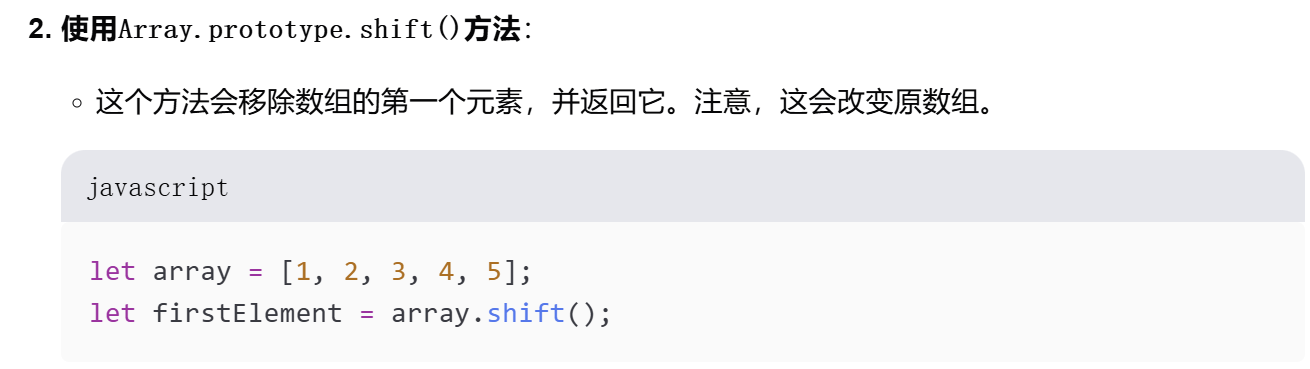 2. 使用Array.prototype.shift()方法：
这个方法会移除数组的第一个元素，并返回它。注意，这会改变原数组。
javascript
let array = [1, 2, 3, 4, 5];
let firstElement = array.shift();